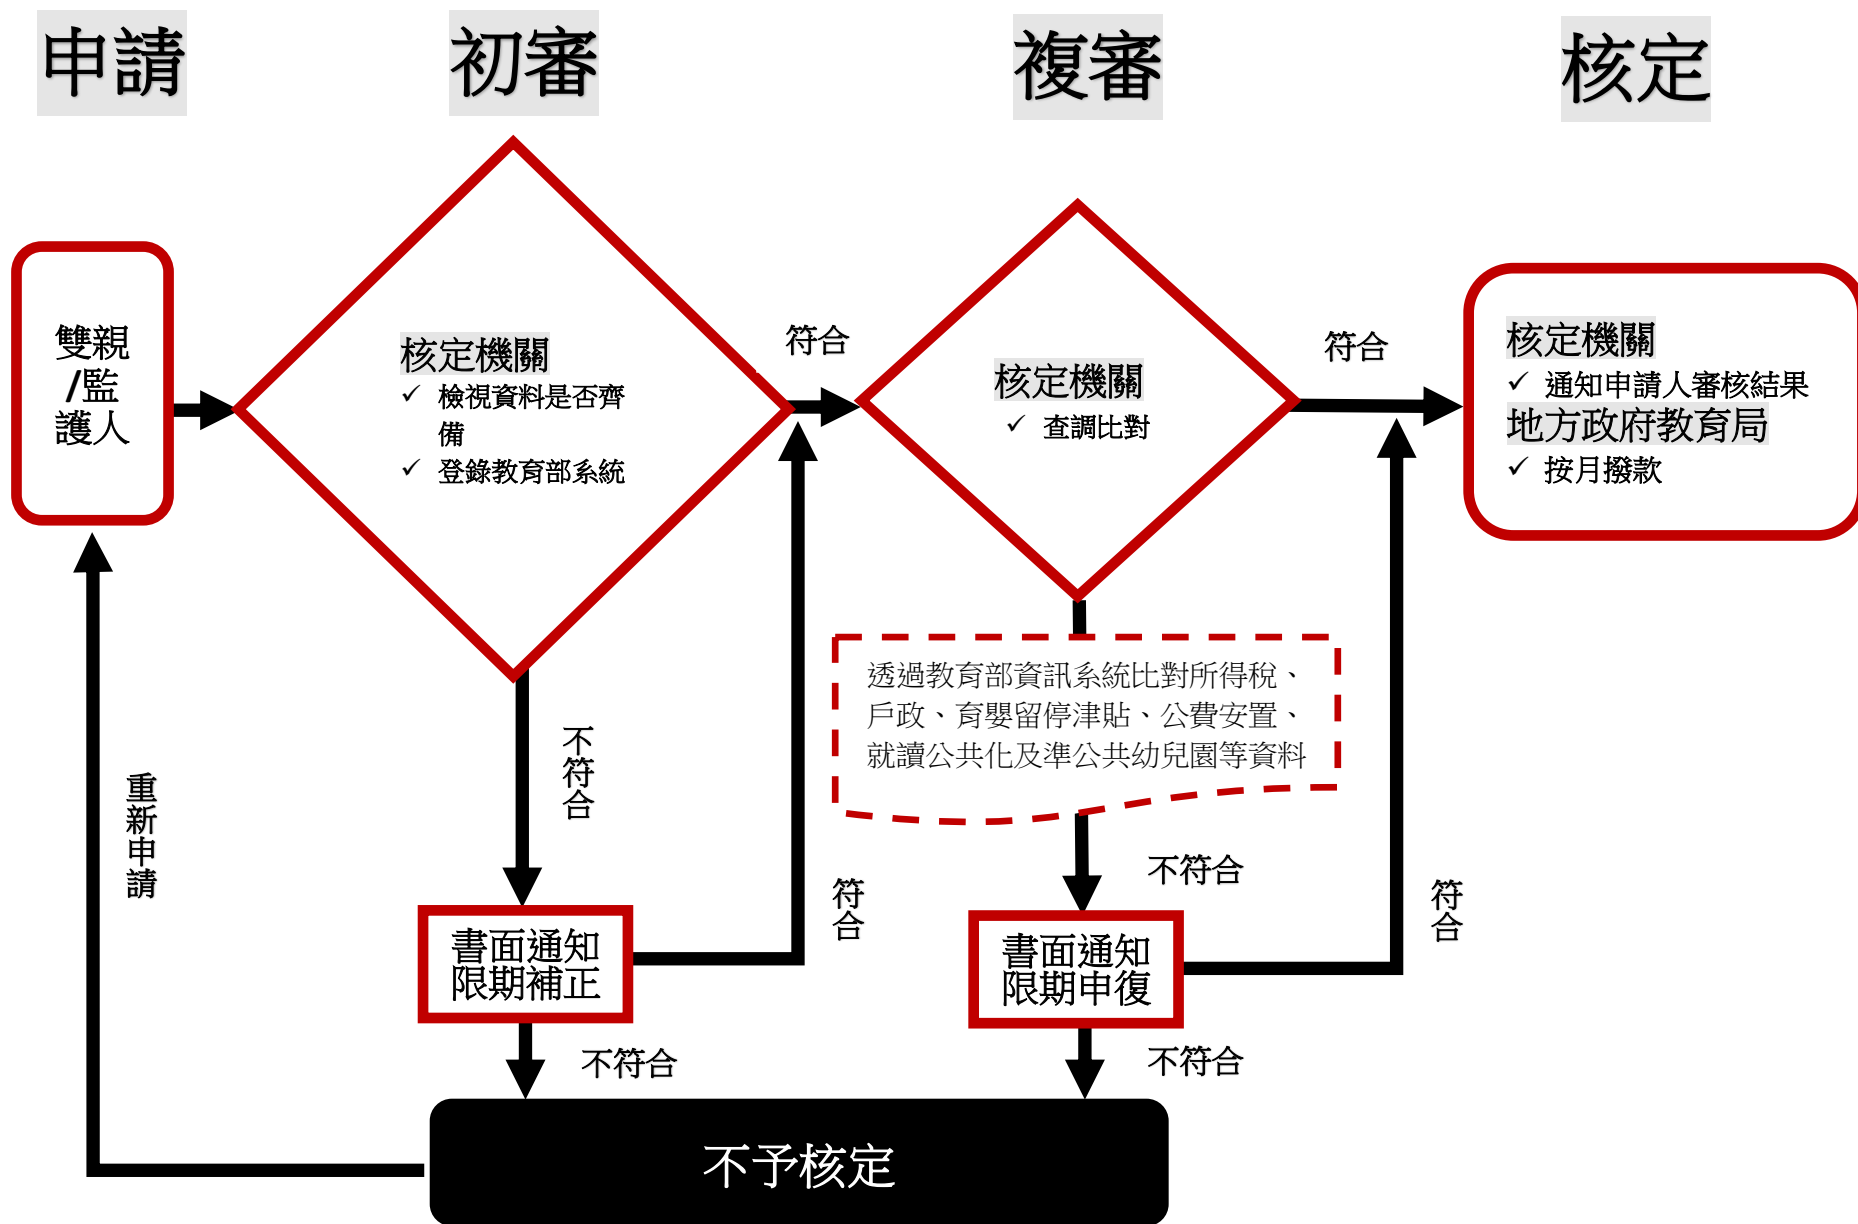 申請
初審
複審
核定
雙親
/監
護人
核定機關
✓ 檢視資料是否齊
備
✓ 登錄教育部系統
符合
核定機關
✓ 查調比對
符合
核定機關
✓ 通知申請人審核結果
地方政府教育局
✓ 按月撥款
透過教育部資訊系統比對所得稅、
戶政、育嬰留停津貼、公費安置、
就讀公共化及準公共幼兒園等資料
不符合
重新申請
不符合
符合
符合
書面通知
限期補正
書面通知
限期申復
不符合
不符合
不予核定